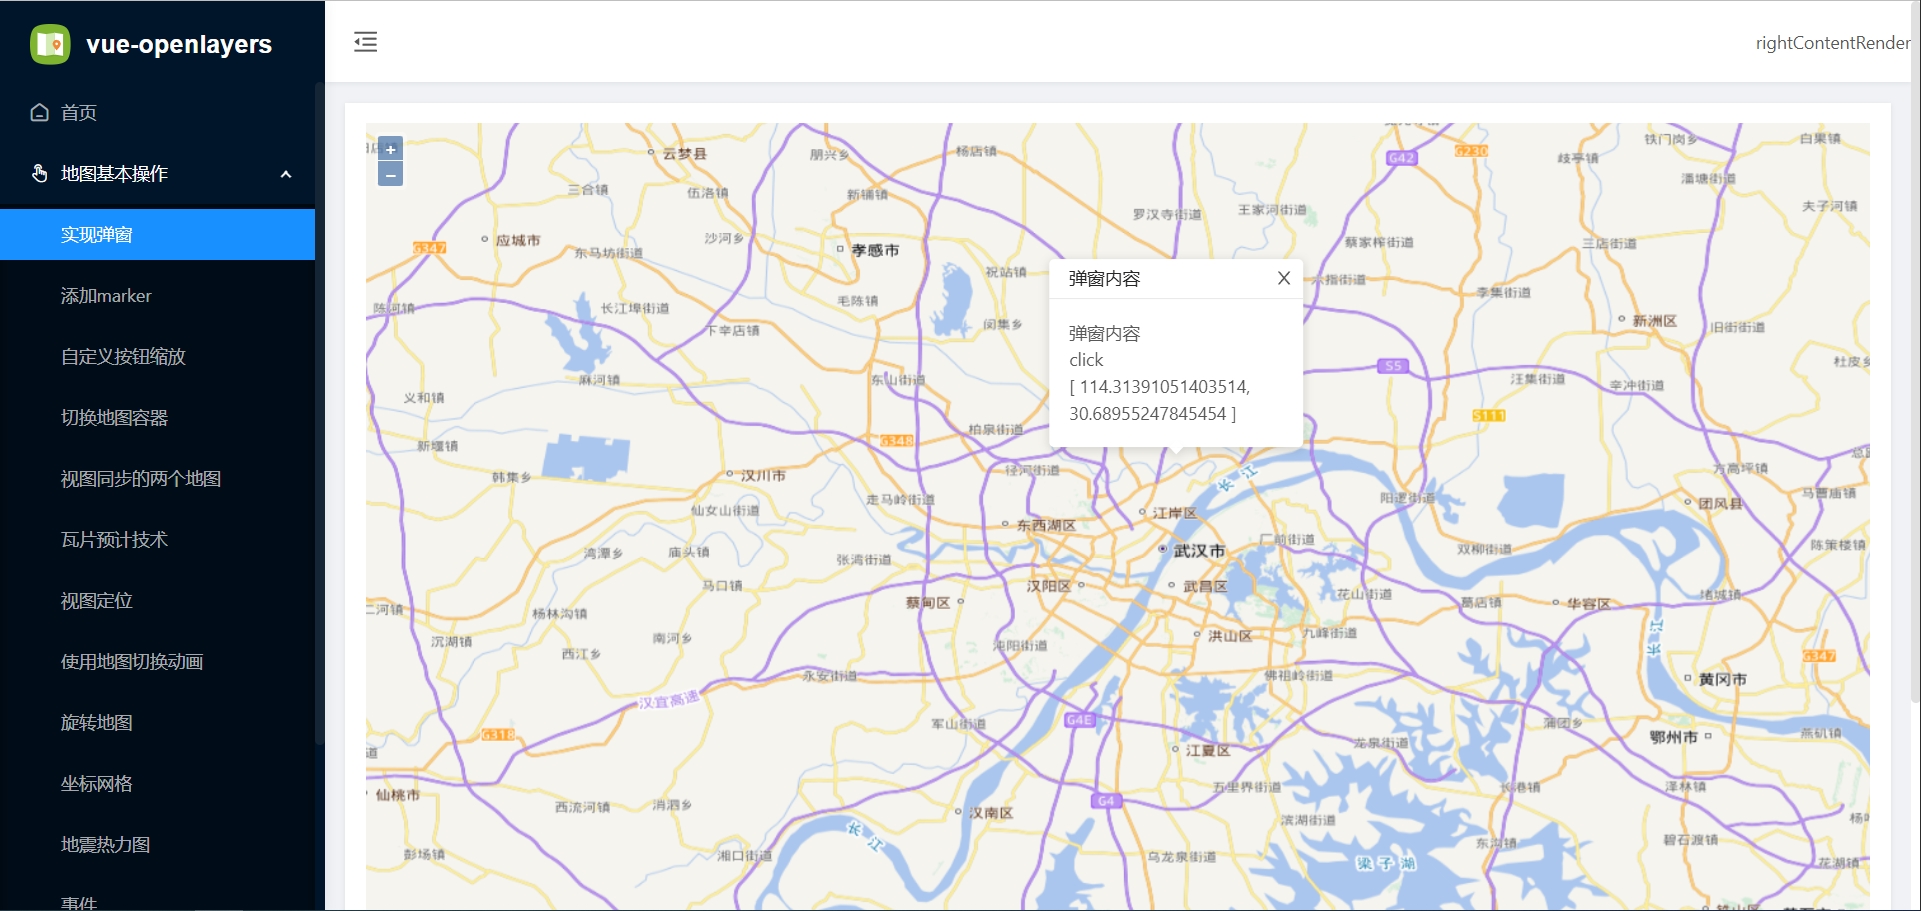 vue-openlayers
首页
地图基本操作
实现弹窗
添加marker
自定义按钮缩放
切换地图容器
视图同步的两个地图
瓦片预计技术
视图定位
使用地图切换动画
旋转地图
坐标网格
地震热力图
事件
rightContentRender
+
−
云梦县
朋兴乡
杨店镇
G42
G230
歧亭镇
铁门岗乡
白果镇
三合镇
伍洛镇
新铺镇
潘塘街道
罗汉寺街道
王家河街道
夫子河镇
G347
应城市
东马坊街道
沙河乡
孝感市
蔡家榨街道
三店街道
祝站镇
六指街道
李集街道
陈河镇
长江埠街道
毛陈镇
闵集乡
下辛店镇
新洲区
旧街街道
弹窗内容
弹窗内容
click
[ 114.31391051403514,
30.68955247845454 ]
S5
杜皮乡
麻河镇
东山街道
汪集街道
辛冲街道
义和镇
S111
新堰镇
G348
柏泉街道
韩集乡
汉川市
径河街道
长江
方高坪镇
走马岭街道
阳逻街道
马曹庙镇
仙女山街道
江岸区
团风县
东西湖区
湾潭乡
庙头镇
张湾街道
武汉市
厂前街道
双柳街道
陈策楼镇
马口镇
汉阳区
武昌区
花山街道
葛店镇
华容区
堵城镇
二河镇
杨林沟镇
蔡甸区
沉湖镇
南河乡
西江乡
沌阳街道
洪山区
九峰街道
长江
G347
永安街道
佛祖岭街道
黄冈市
汉宜高速
军山街道
G4E
蒲团乡
G318
江夏区
龙泉街道
鄂州市
燕矶镇
道
五里界街道
长港镇
泽林镇
仙桃市
西流河镇
消泗乡
G4
汉南区
滨湖街道
长江
碧石渡镇
彭场镇
湘口街道
乌龙泉街道
梁子湖
东沟镇
花湖镇